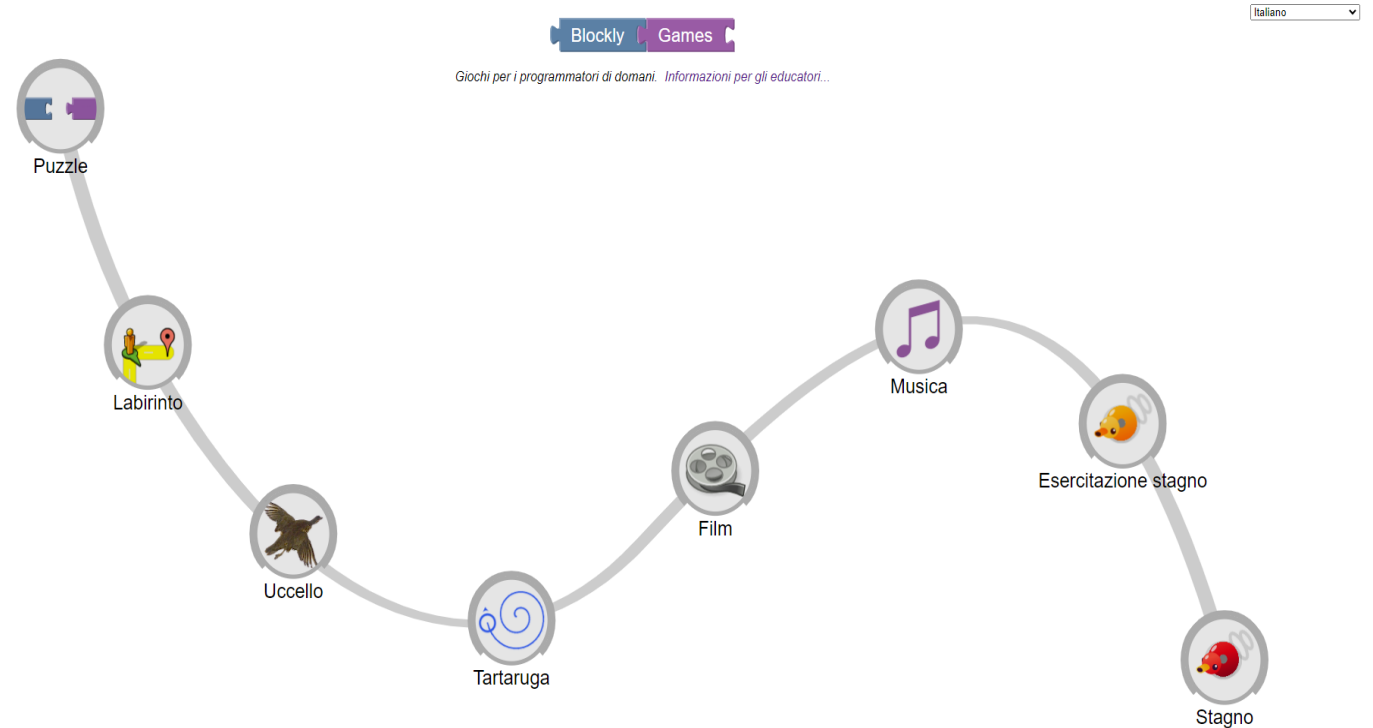 Italiano
Blockly Games
Giochi per i programmatori di domani. Informazioni per gli educatori...
Puzzle
Labirinto
Uccello
Tartaruga
Film
Musica
Esercitazione stagno
Stagno